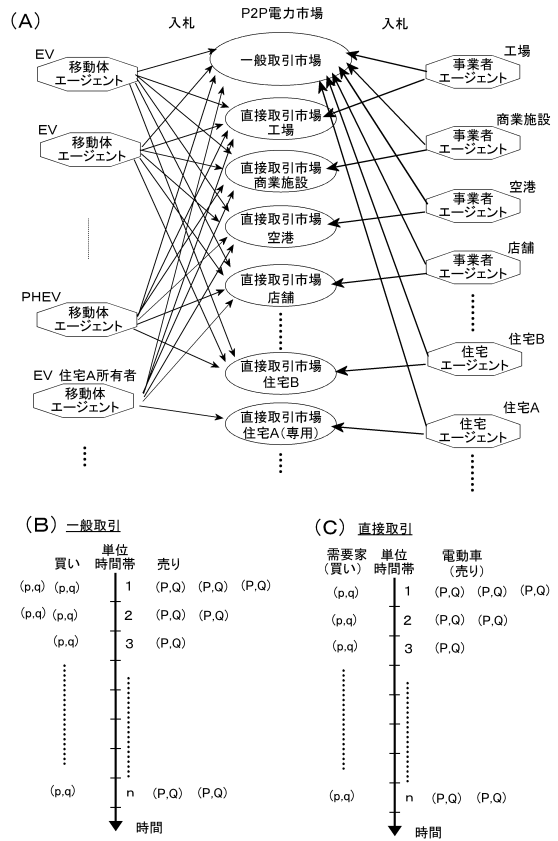 (A)
P2P電力市場
入札
入札
一般取引市場
直接取引市場
工場
直接取引市場
商業施設
直接取引市場
空港
直接取引市場
店舗
直接取引市場
住宅B
直接取引市場
住宅A(専用)
EV
移動体
エージェント
EV
移動体
エージェント
PHEV
移動体
エージェント
EV 住宅A所有者
移動体
エージェント
工場
事業者
エージェント
商業施設
事業者
エージェント
空港
事業者
エージェント
店舗
事業者
エージェント
住宅B
住宅
エージェント
住宅A
住宅
エージェント
(B) 一般取引
買い
単位
時間帯
売り
(p,q) (p,q) 1 (P,Q) (P,Q) (P,Q)
(p,q) (p,q) 2 (P,Q) (P,Q)
(p,q) 3 (P,Q)
(p,q) n (P,Q) (P,Q)
時間
(C) 直接取引
需要家
(買い)
単位
時間帯
電動車
(売り)
(p,q) 1 (P,Q) (P,Q) (P,Q)
(p,q) 2 (P,Q) (P,Q)
(p,q) 3 (P,Q)
(p,q) n (P,Q) (P,Q)
時間